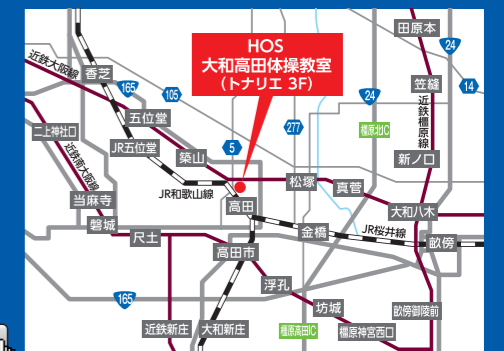 HOS
大和高田体操教室
(トナリエ 3F)
田原本
24
近鉄大阪線
香芝
165
105
24
笠縫
14
五位堂
近鉄橿原線
二上神社口
277
橿原北IC
JR五位堂
築山
5
新ノ口
近鉄南大阪線
当麻寺
JR和歌山線
松塚
真菅
高田
大和八木
磐城
尺土
金橋
JR桜井線
畝傍
高田市
浮孔
165
坊城
畝傍御陵前
近鉄新庄
大和新庄
橿原高田IC
橿原神宮西口